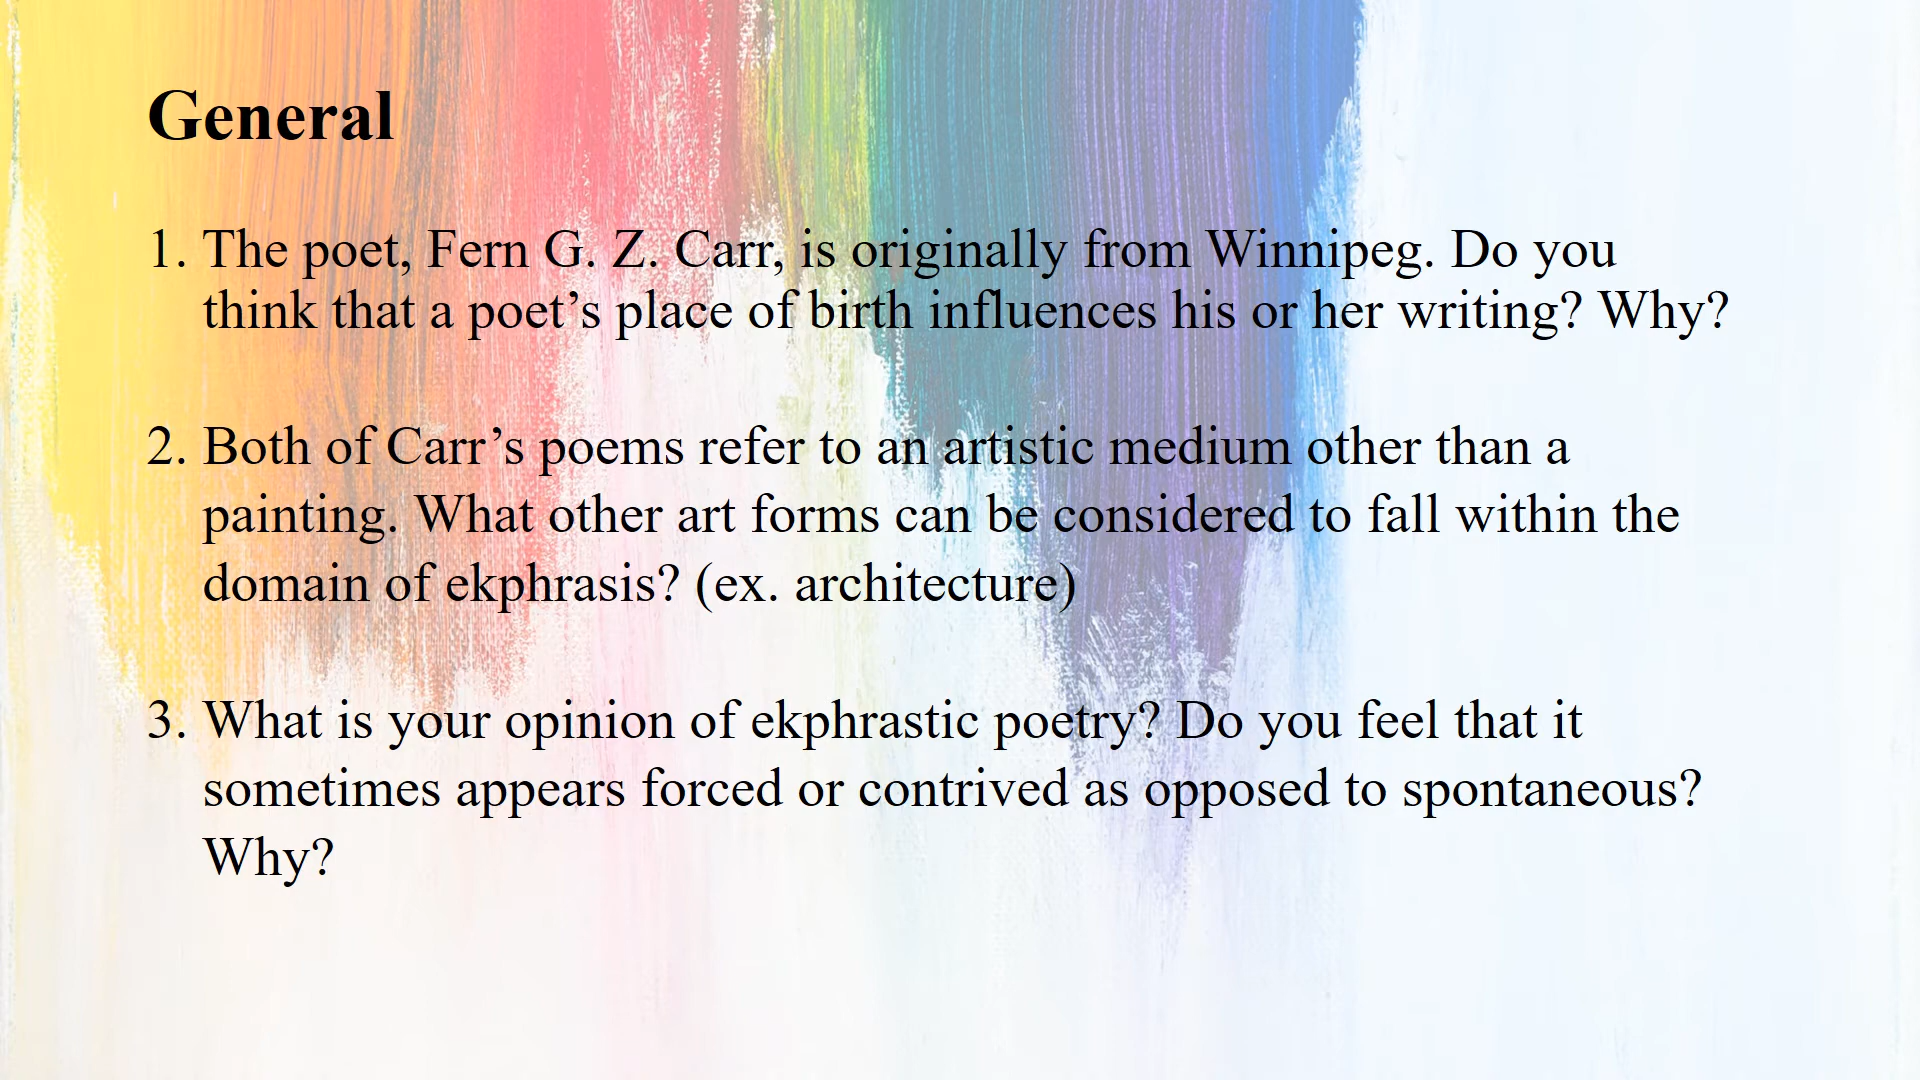 General
1. The poet, Fern G. Z. Carr, is originally from Winnipeg. Do you
think that a poet’s place of birth influences his or her writing? Why?
2. Both of Carr’s poems refer to an artistic medium other than a
painting. What other art forms can be considered to fall within the
domain of ekphrasis? (ex. architecture)
3. What is your opinion of ekphrastic poetry? Do you feel that it
sometimes appears forced or contrived as opposed to spontaneous?
Why?